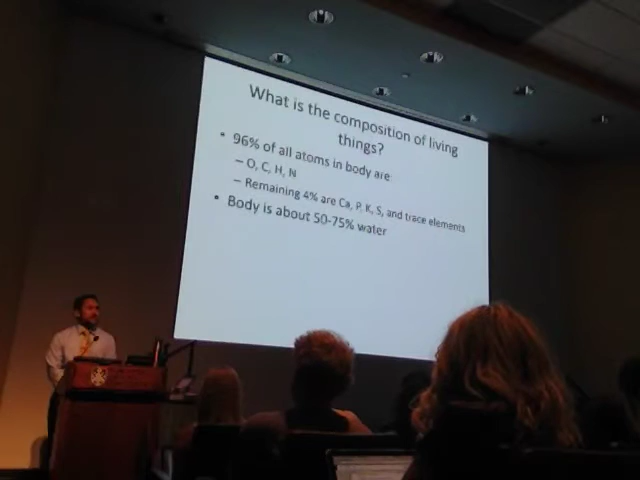 What is the composition of living
things?
• 96% of all atoms in body are
– O, C, H, N
– Remaining 4% are Ca, P, K, S, and trace elements
• Body is about 50-75% water